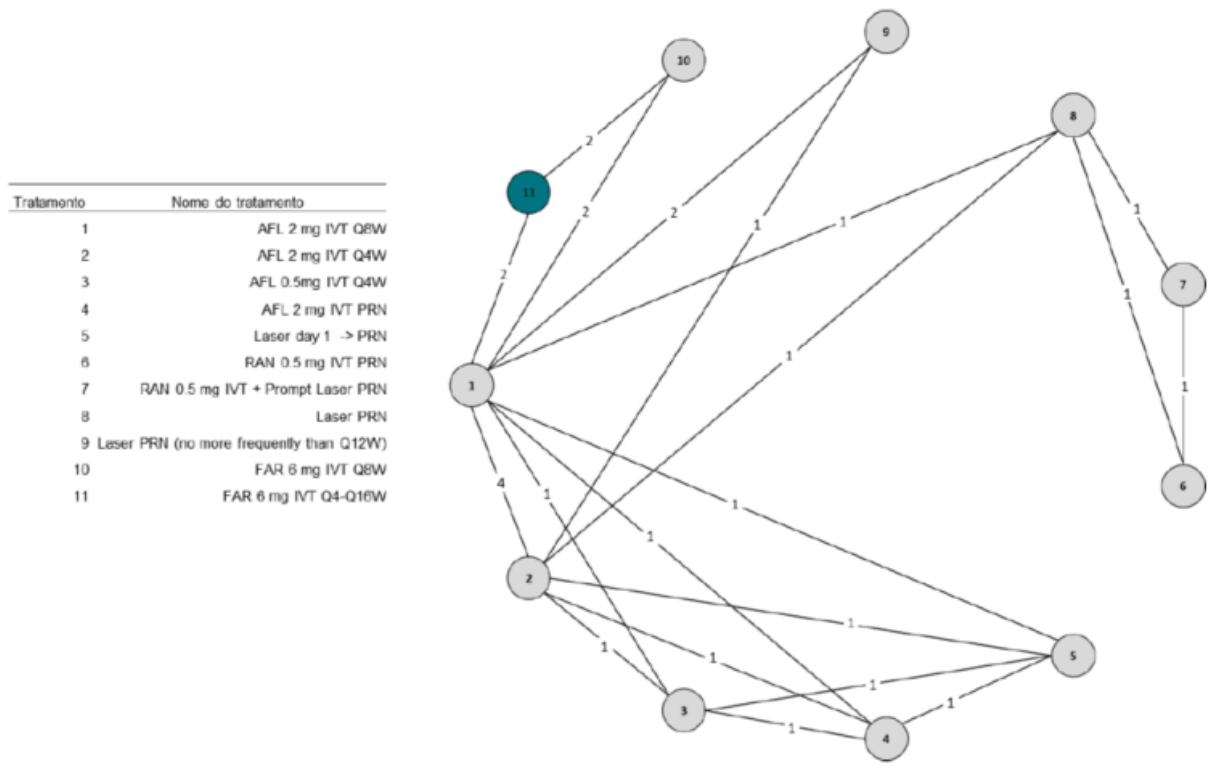 Tratamento Nome do tratamento
1 AFL 2 mg IVT Q8W
2 AFL 2 mg IVT Q4W
3 AFL 0.5mg IVT Q4W
4 AFL 2 mg IVT PRN
5 Laser day 1 -> PRN
6 RAN 0.5 mg IVT PRN
7 RAN 0.5 mg IVT + Prompt Laser PRN
8 Laser PRN
9 Laser PRN (no more frequently than Q12W)
10 FAR 6 mg IVT Q8W
11 FAR 6 mg IVT Q4-Q16W
9
10
8
2
11
2
2
1
1
1
2
7
1
1
1
1
6
4
1
1
1
2
1
5
1
1
1
1
3
1
4